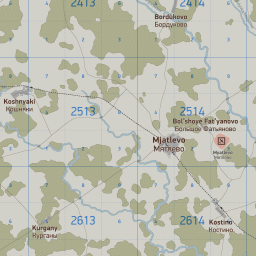 2413
2414
Bordukovo
Бордуково
Koshnyaki
Кошняки
2513
2514
Bol'shoye Fat'yanovo
Большое Фатьяново
Mjatlevo
Мятлево
Mjatlevo
Kurgany
Курганы
2613
2614
Kostino
Костино